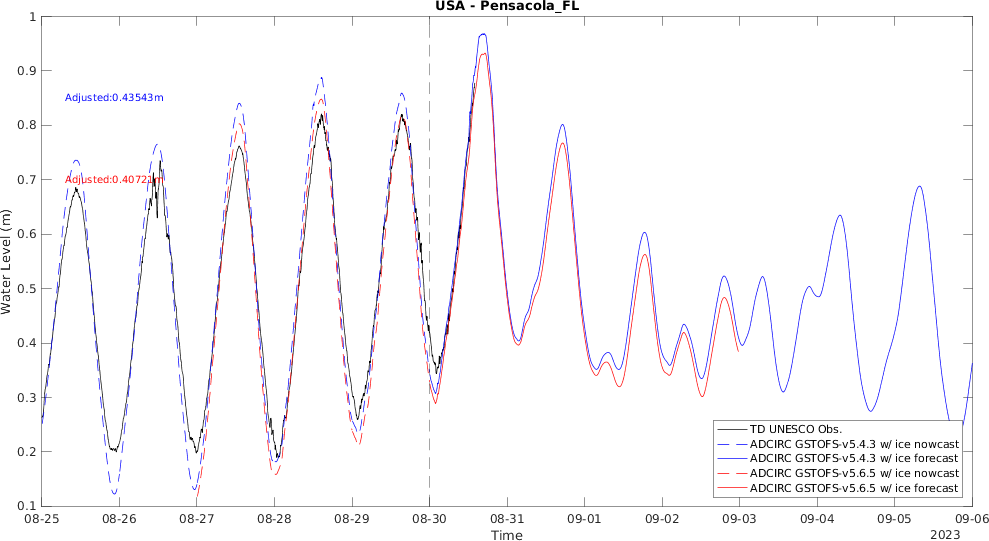 USA - Pensacola_FL
1
0.9
0.8
0.7
0.6
0.5
0.4
0.3
0.2
0.1
Water Level (m)
Adjusted:0.43543m
Adjusted:0.40721m
TD UNESCO Obs.
ADCIRC GSTOFS-v5.4.3 w/ ice nowcast
ADCIRC GSTOFS-v5.4.3 w/ ice forecast
ADCIRC GSTOFS-v5.6.5 w/ ice nowcast
ADCIRC GSTOFS-v5.6.5 w/ ice forecast
08-25 08-26 08-27 08-28 08-29 08-30 08-31 09-01 09-02 09-03 09-04 09-05 09-06
Time
2023